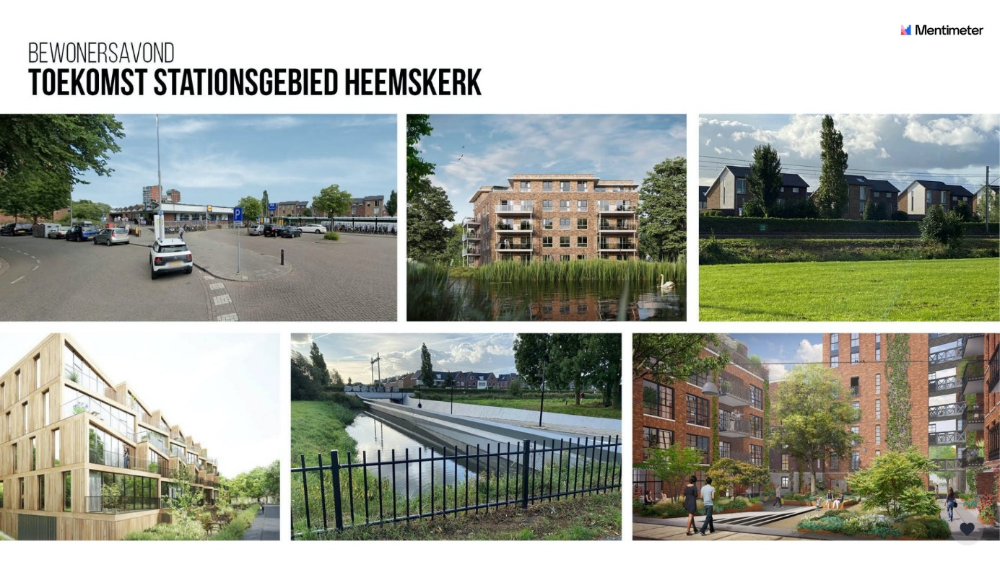 Mentimeter
BEWONERSAVOND
TOEKOMST STATIONSGEBIED HEEMSKERK
P